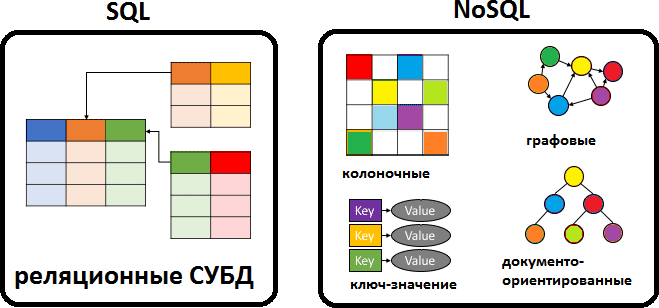 SQL
реляционные СУБД
NoSQL
колоночные
графовые
Key Value
Key Value
Key Value
ключ-значение
документо-
ориентированные